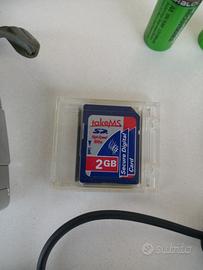 takeMS
SD
2GB
Secure Digital
Card
subito